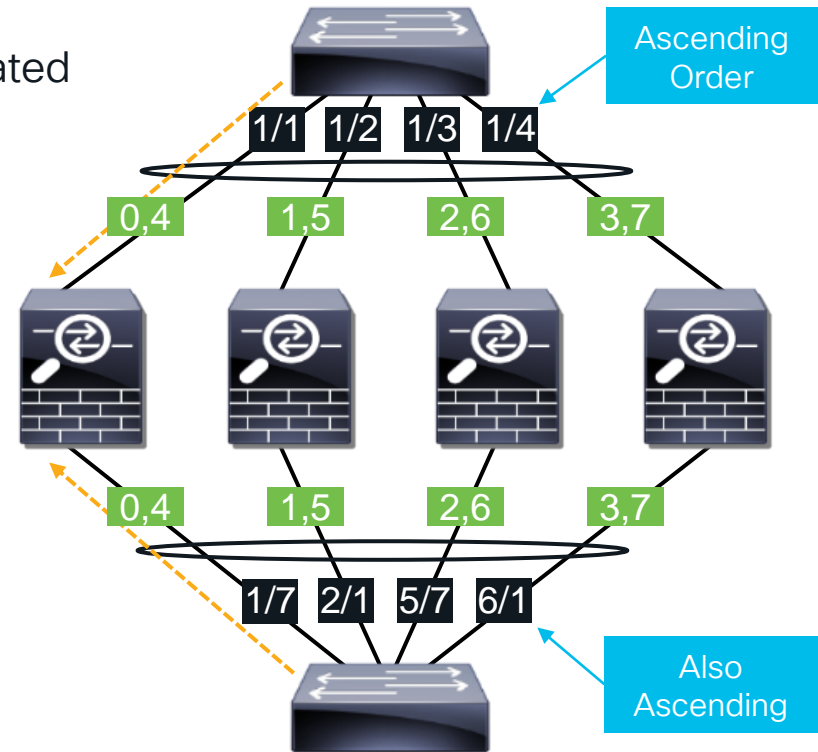 Ascending
Order
1/1 1/2 1/3 1/4
0,4 1,5 2,6 3,7
0,4 1,5 2,6 3,7
1/7 2/1 5/7 6/1
Also
Ascending